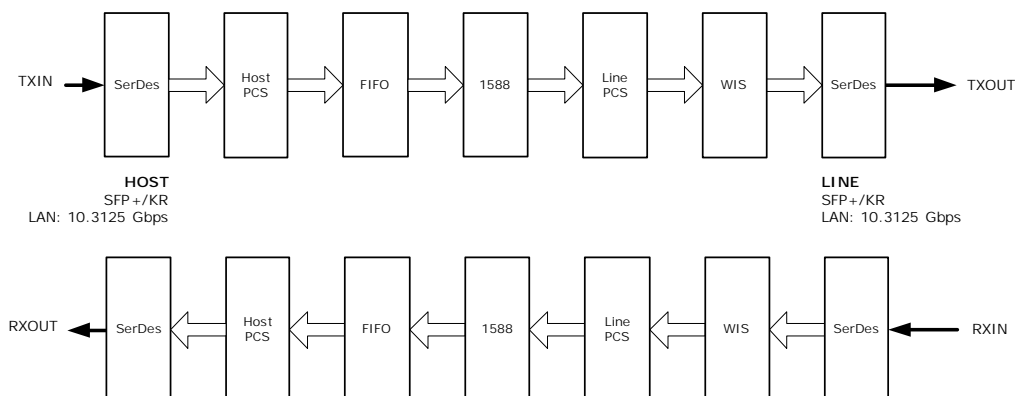 TXIN
SerDes
Host
PCS
FIFO
1588
Line
PCS
WIS
SerDes
TXOUT
HOST
SFP+/KR
LAN: 10.3125 Gbps
LINE
SFP+/KR
LAN: 10.3125 Gbps
RXOUT
SerDes
Host
PCS
FIFO
1588
Line
PCS
WIS
SerDes
RXIN